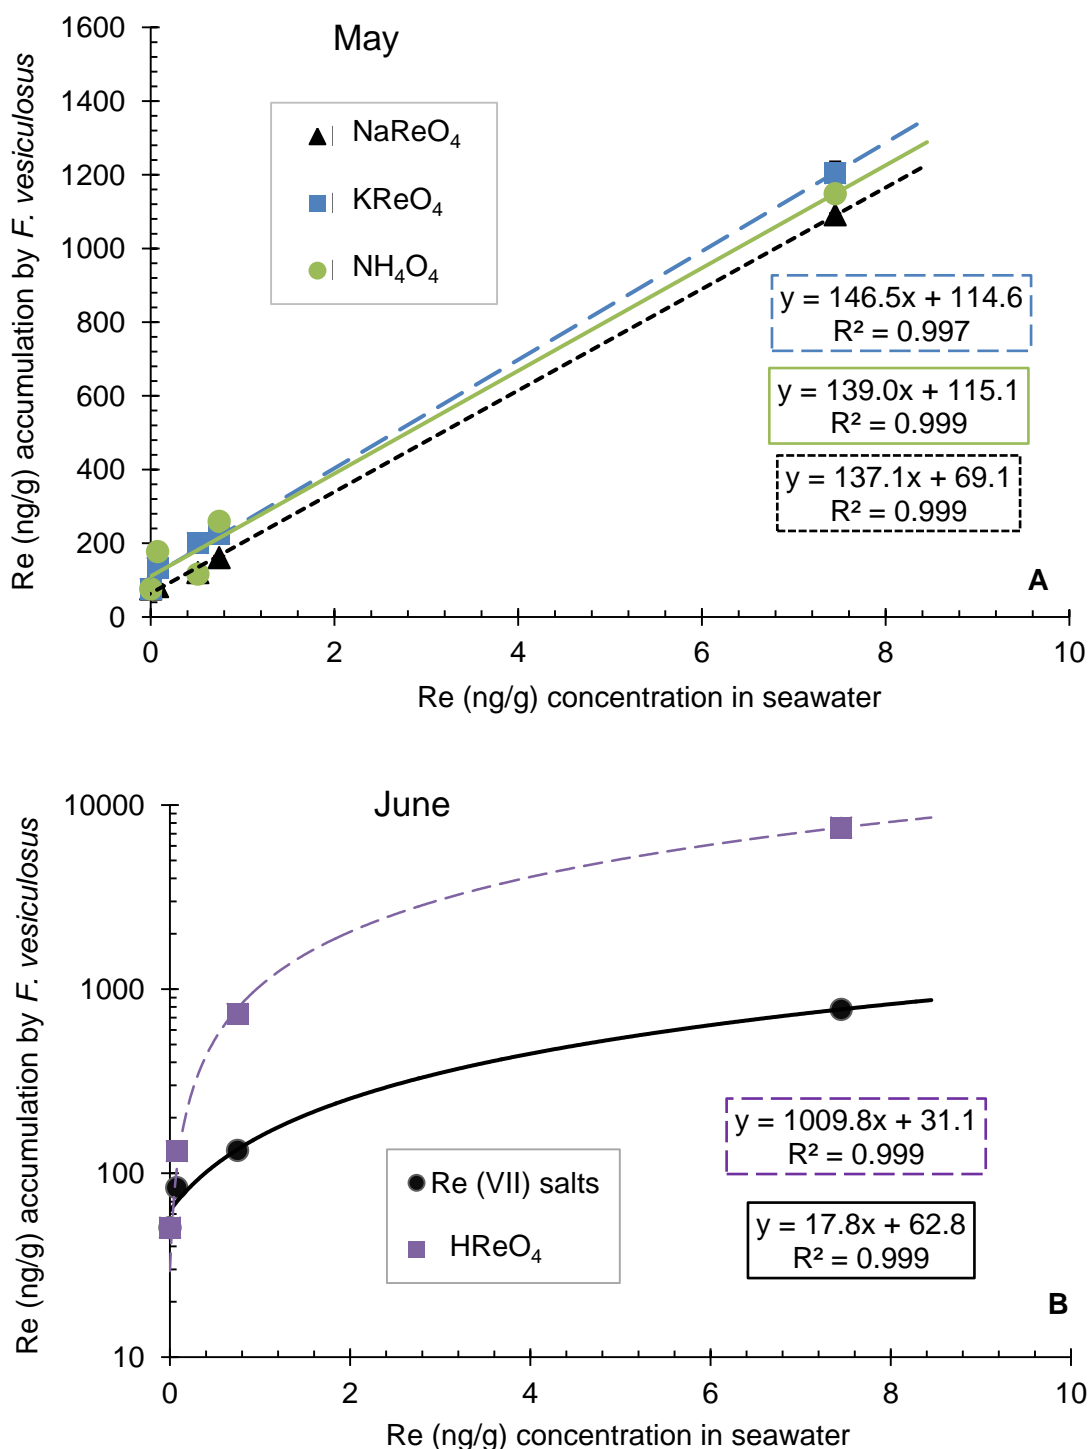 May
1600
1400
1200
1000
800
600
400
200
0
Re (ng/g) accumulation by F. vesiculosus
NaReO₄
KReO₄
NH₄O₄
y = 146.5x + 114.6
R² = 0.997
y = 139.0x + 115.1
R² = 0.999
y = 137.1x + 69.1
R² = 0.999
A
0 2 4 6 8 10
Re (ng/g) concentration in seawater
June
10000
1000
100
10
Re (ng/g) accumulation by F. vesiculosus
Re (VII) salts
HReO₄
y = 1009.8x + 31.1
R² = 0.999
y = 17.8x + 62.8
R² = 0.999
B
0 2 4 6 8 10
Re (ng/g) concentration in seawater